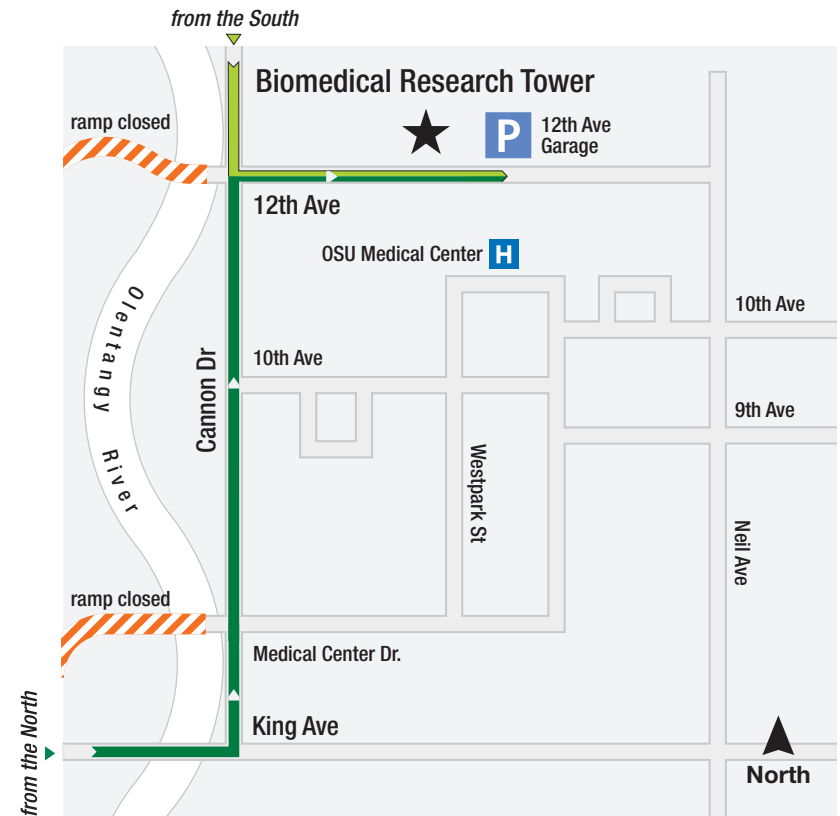 from the South
Biomedical Research Tower
ramp closed
P
12th Ave
Garage
12th Ave
OSU Medical Center H
Olentangy River
10th Ave
10th Ave
Cannon Dr
9th Ave
Westpark St
Neil Ave
ramp closed
Medical Center Dr.
King Ave
from the North
North